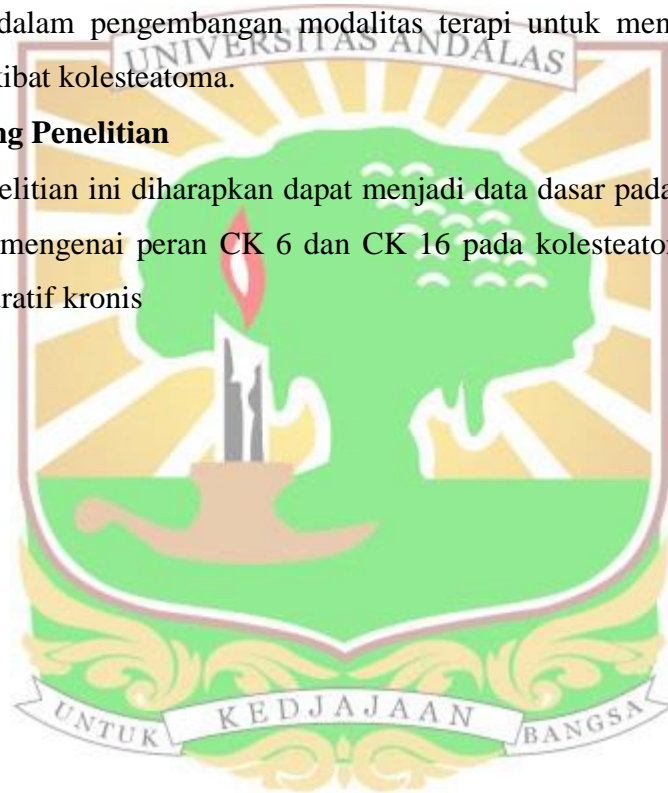 dalam pengembangan modalitas terapi untuk men
UNIVERSITAS ANDALAS
kibat kolesteatoma.
ng Penelitian
elitian ini diharapkan dapat menjadi data dasar pada
mengenai peran CK 6 dan CK 16 pada kolesteato
ratif kronis
UNTUK KEDJAJAAN BANGSA